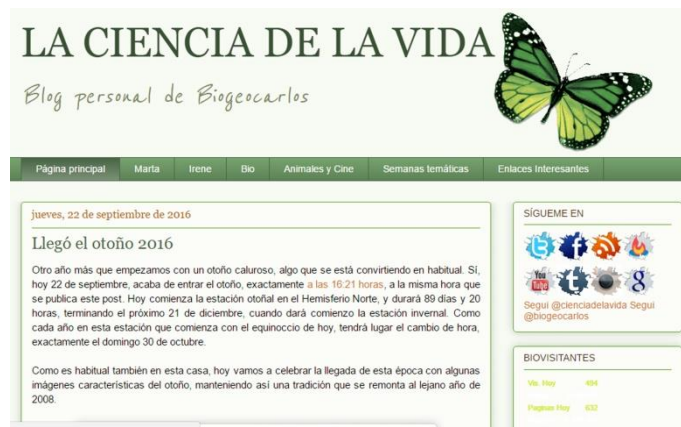 LA CIENCIA DE LA VIDA
Blog personal de Biogeocarlos
Página principal Marta Irene Bio Animales y Cine Semanas temáticas Enlaces Interesantes
jueves, 22 de septiembre de 2016
Llegó el otoño 2016
Otro año más que empezamos con un otoño caluroso, algo que se está convirtiendo en habitual. Sí,
hoy 22 de septiembre, acaba de entrar el otoño, exactamente a las 16:21 horas, a la misma hora que
se publica este post. Hoy comienza la estación otoñal en el Hemisferio Norte, y durará 89 días y 20
horas, terminando el próximo 21 de diciembre, cuando dará comienzo la estación invernal. Como
cada año en esta estación que comienza con el equinoccio de hoy, tendrá lugar el cambio de hora,
exactamente el domingo 30 de octubre.
Como es habitual también en esta casa, hoy vamos a celebrar la llegada de esta época con algunas
imágenes características del otoño, manteniendo así una tradición que se remonta al lejano año de
2008.
SÍGUEME EN
You Tube
Seguí @cienciadelavida Seguí
@biogeocarlos
BIOVISITANTES
Vis. Hoy 494
Paginas Hoy 632